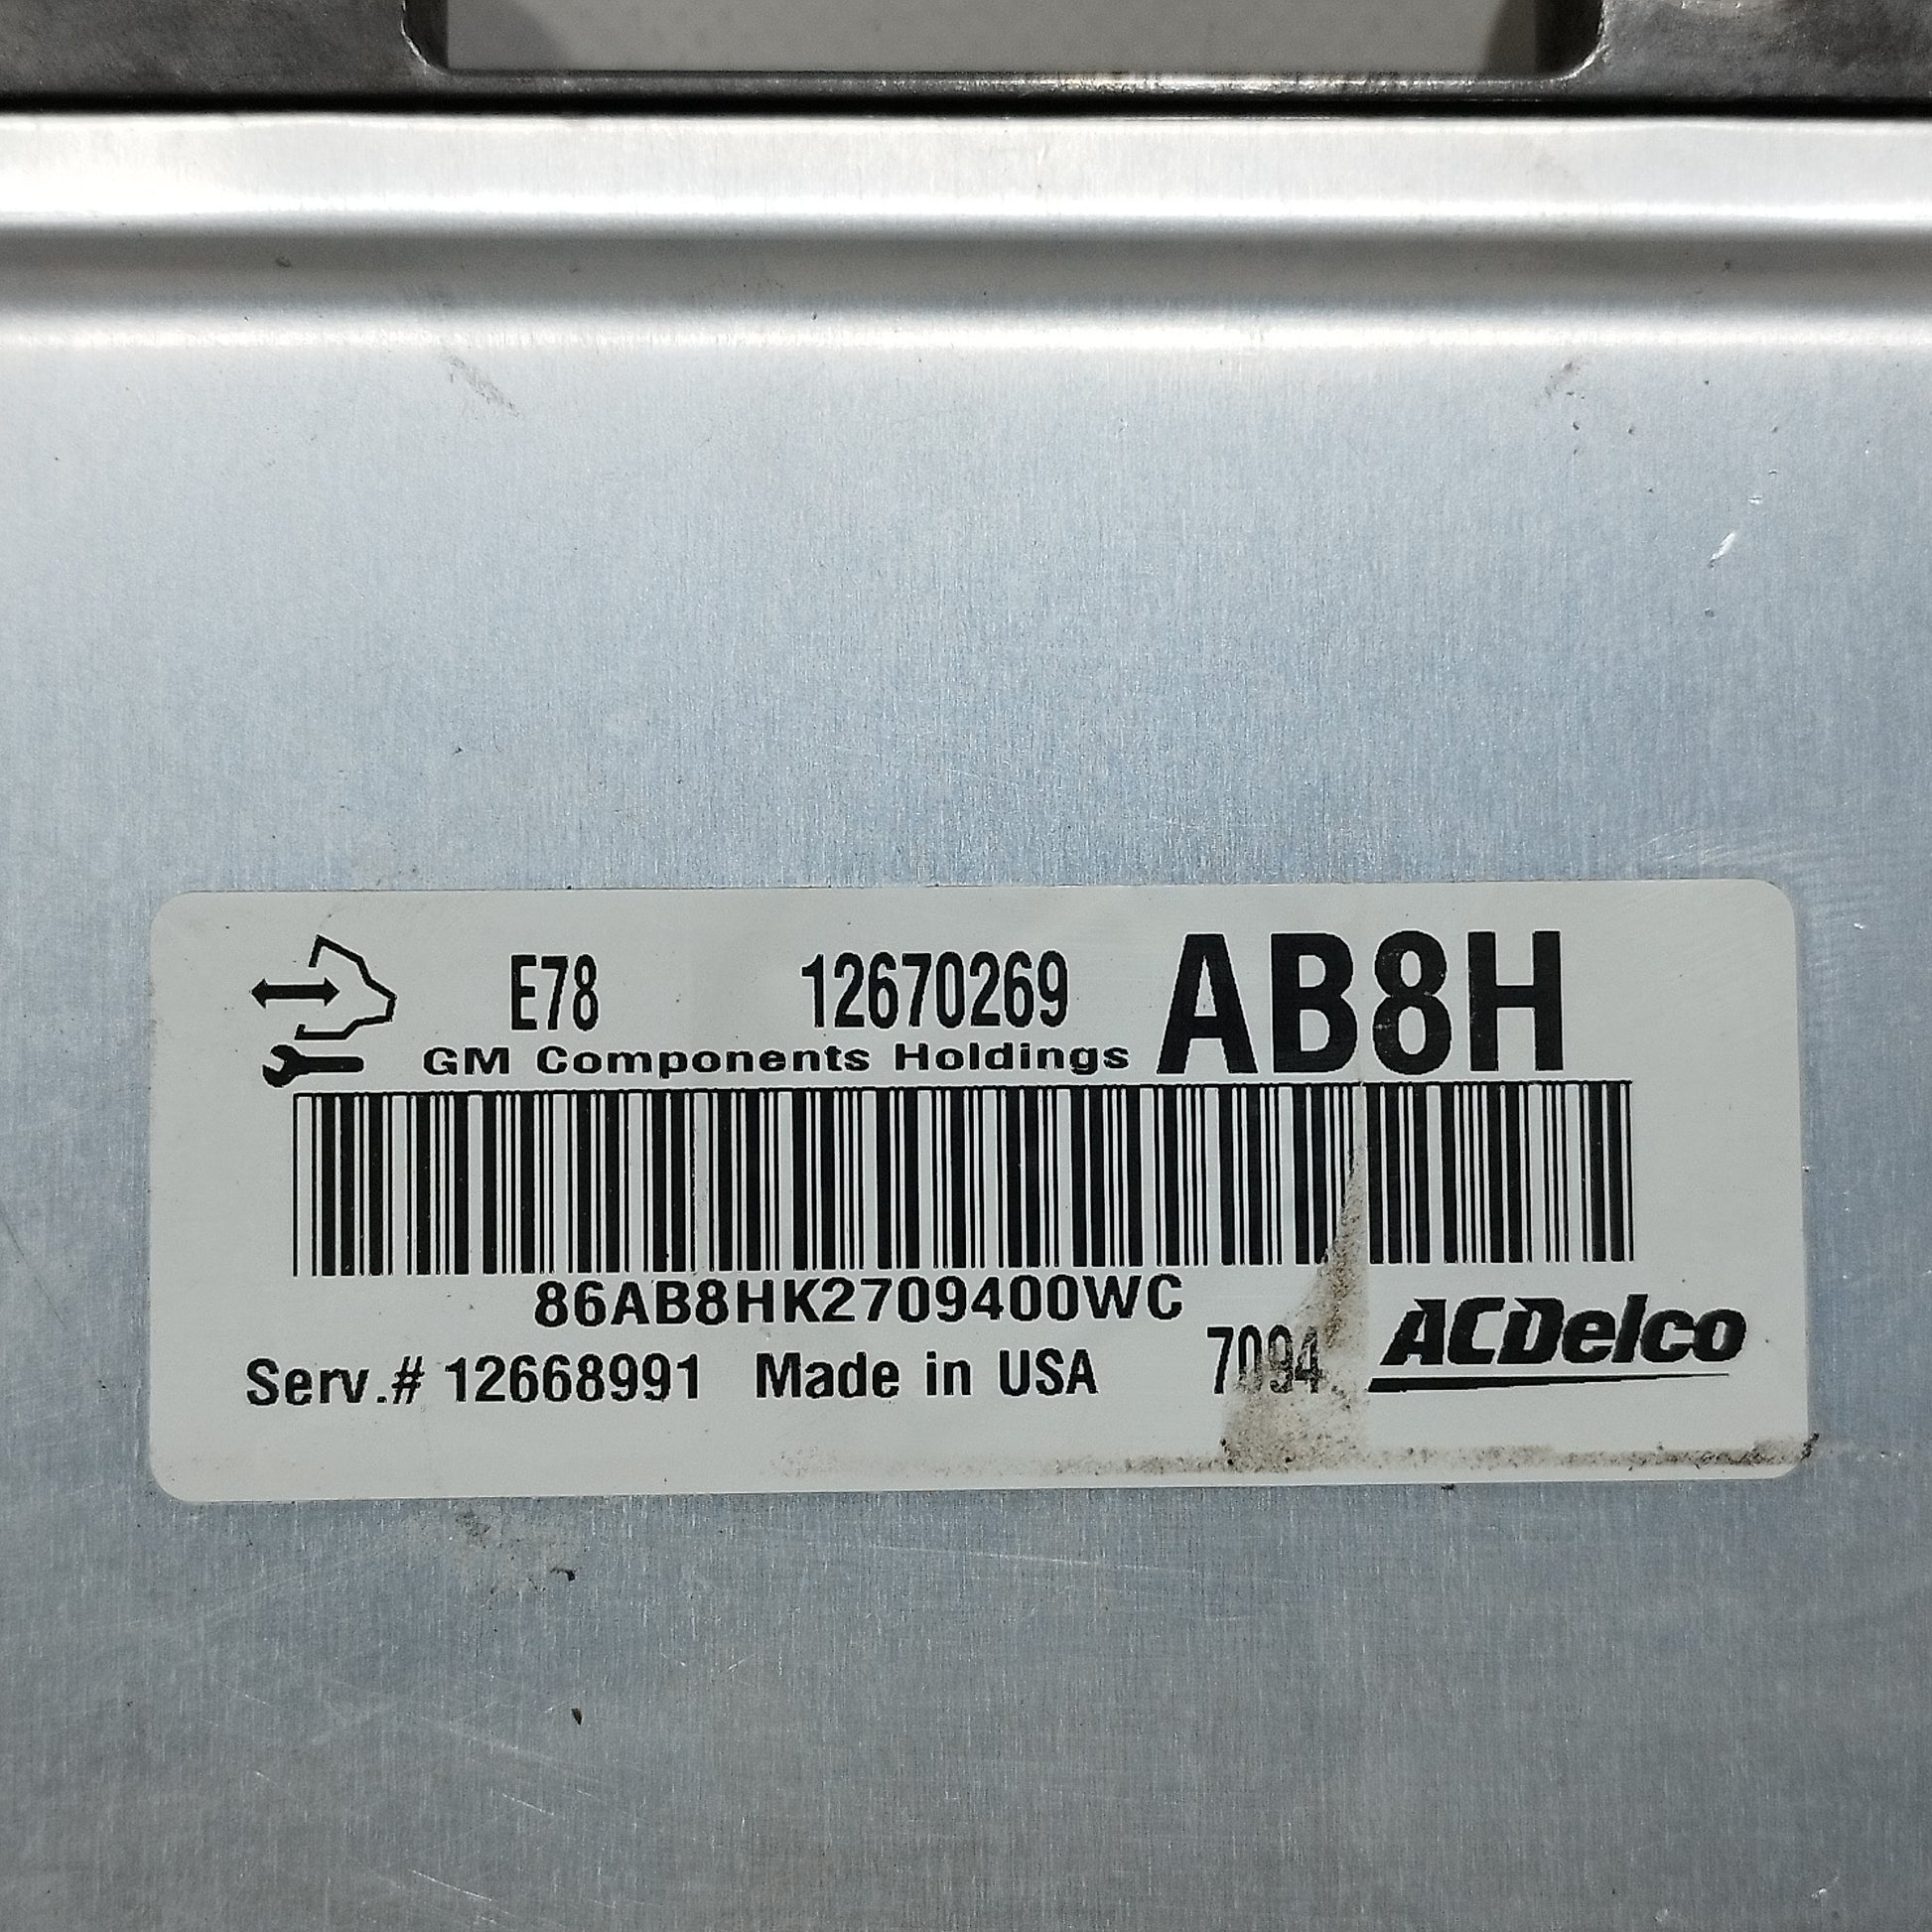 E78 12670269 AB8H
GM Components Holdings
86AB8HK2709400WC
Serv.# 12668991 Made in USA 7094 ACDelco